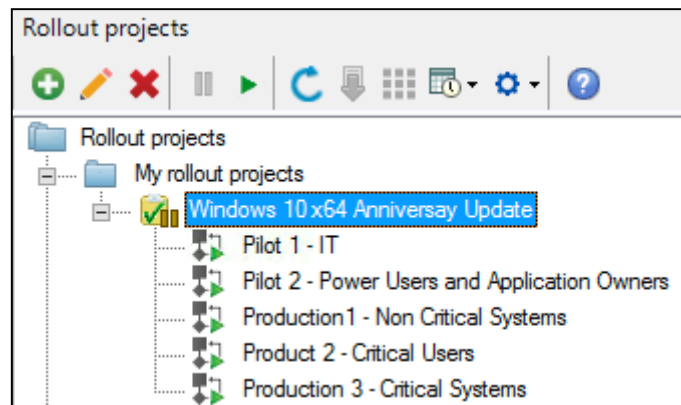 Rollout projects
Rollout projects
My rollout projects
Windows 10 x64 Anniversay Update
Pilot 1 - IT
Pilot 2 - Power Users and Application Owners
Production1 - Non Critical Systems
Product 2 - Critical Users
Production 3 - Critical Systems